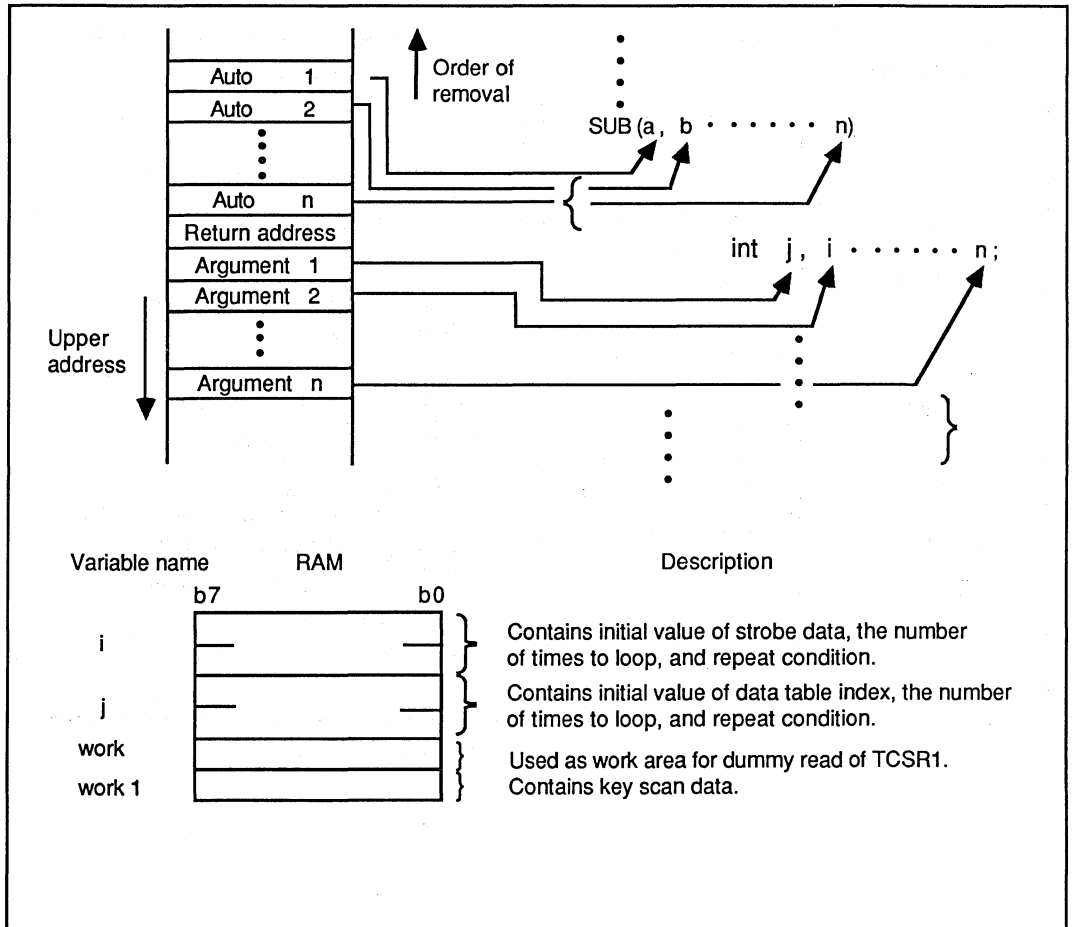 Auto 1
Auto 2
Auto n
Return address
Argument 1
Argument 2
Argument n
Order of
removal
Upper
address
SUB (a, b · · · · · · n)
int j, i · · · · · · n;
Variable name RAM Description
b7 b0
i
Contains initial value of strobe data, the number
of times to loop, and repeat condition.
j
Contains initial value of data table index, the number
of times to loop, and repeat condition.
work
Used as work area for dummy read of TCSR1.
work 1
Contains key scan data.